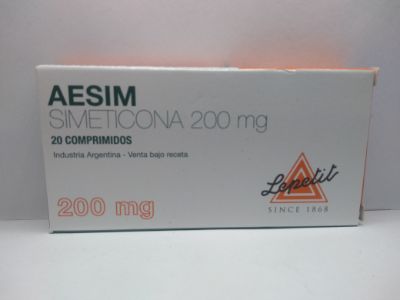 AESIM
SIMETICONA 200 mg
20 COMPRIMIDOS
Industria Argentina - Venta bajo receta
200 mg
Lepetit
SINCE 1868